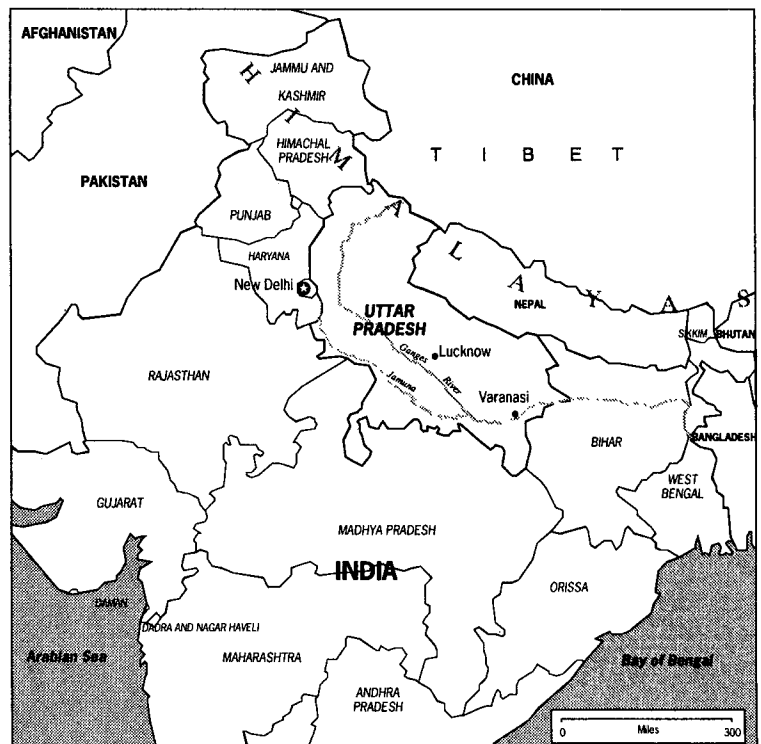 AFGHANISTAN
HIMALAYAS
JAMMU AND
KASHMIR
CHINA
TIBET
HIMACHAL
PRADESH
PAKISTAN
PUNJAB
HARYANA
New Delhi
NEPAL
UTTAR
PRADESH
SIKKIM
BHUTAN
Lucknow
Ganges
River
Jamuna
RAJASTHAN
Varanasi
BIHAR
BANGLADESH
WEST
BENGAL
GUJARAT
MADHYA PRADESH
INDIA
ORISSA
DAMAN
DADRA AND NAGAR HAVELI
MAHARASHTRA
Arabian Sea
Bay of Bengal
ANDHRA
PRADESH
0 Miles 300